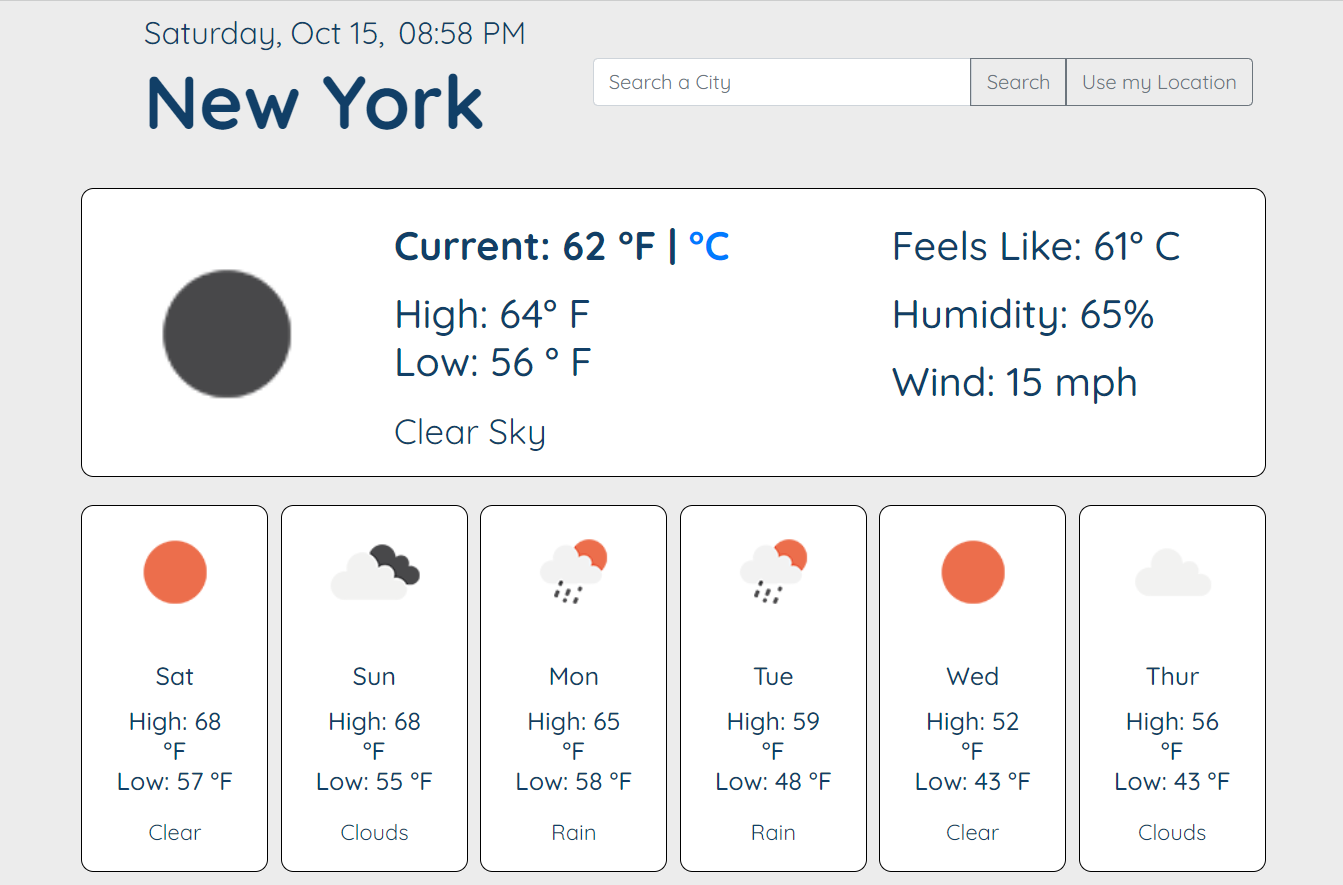 Saturday, Oct 15, 08:58 PM
New York
Search a City
Search
Use my Location
Current: 62 °F | °C
High: 64° F
Low: 56 ° F
Clear Sky
Feels Like: 61° C
Humidity: 65%
Wind: 15 mph
Sat
High: 68
°F
Low: 57 °F
Clear
Sun
High: 68
°F
Low: 55 °F
Clouds
Mon
High: 65
°F
Low: 58 °F
Rain
Tue
High: 59
°F
Low: 48 °F
Rain
Wed
High: 52
°F
Low: 43 °F
Clear
Thur
High: 56
°F
Low: 43 °F
Clouds